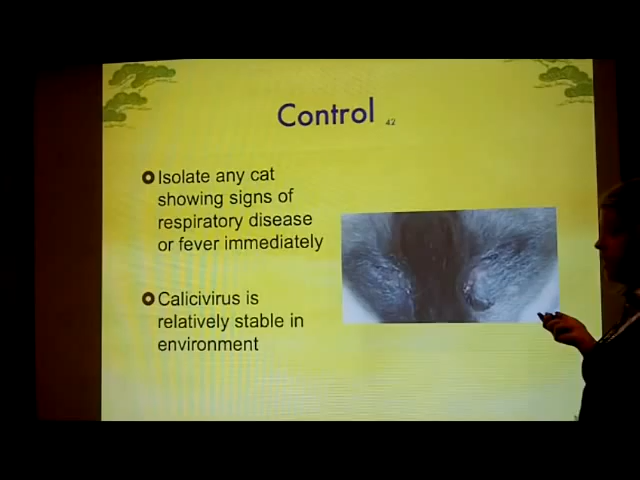 Control 42
Isolate any cat
showing signs of
respiratory disease
or fever immediately
Calicivirus is
relatively stable in
environment